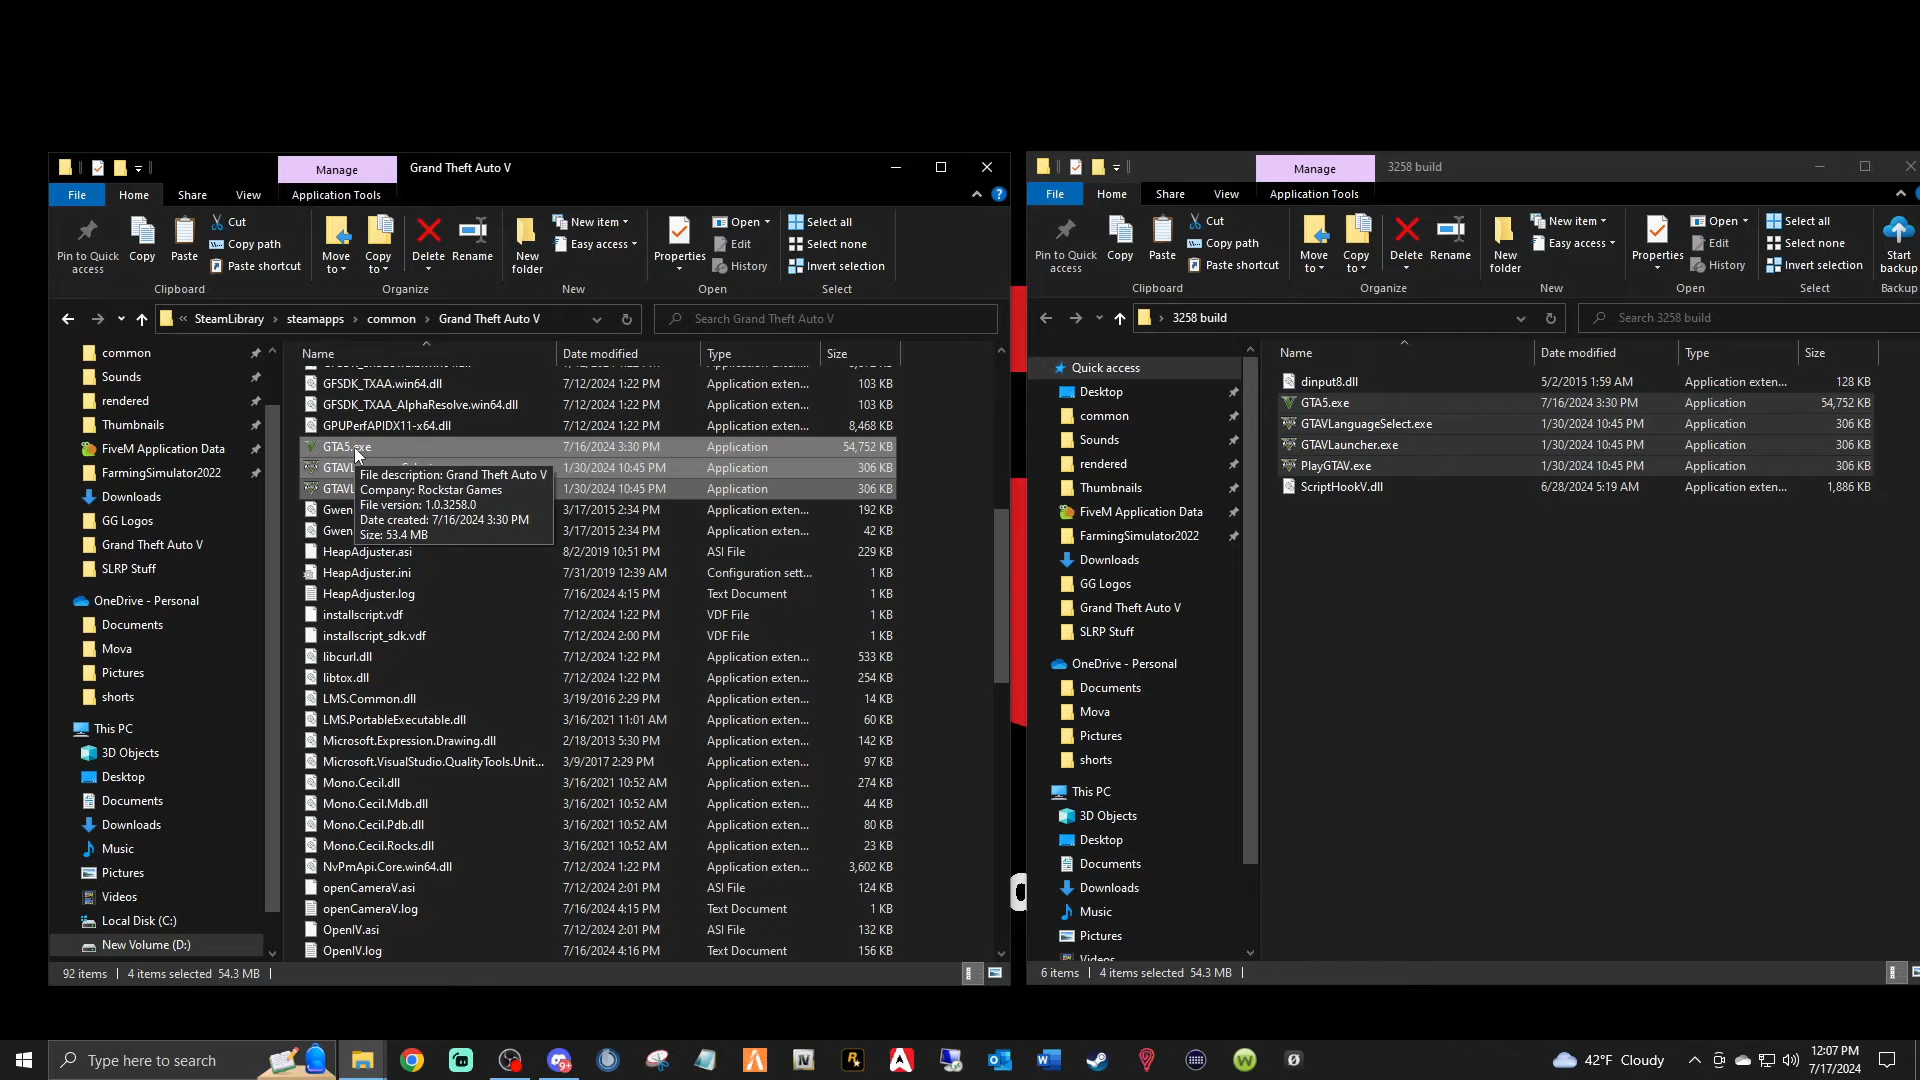 Manage
Grand Theft Auto V
File
Home
Share
View
Application Tools
Pin to Quick access
Copy
Paste
Cut
Copy path
Paste shortcut
Clipboard
Move to
Copy to
Delete
Rename
Organize
New folder
New item
Easy access
New
Properties
Open
Edit
History
Open
Select all
Select none
Invert selection
Select
« SteamLibrary > steamapps > common > Grand Theft Auto V
Search Grand Theft Auto V
common
Sounds
rendered
Thumbnails
FiveM Application Data
FarmingSimulator2022
Downloads
GG Logos
Grand Theft Auto V
SLRP Stuff
OneDrive - Personal
Documents
Mova
Pictures
shorts
This PC
3D Objects
Desktop
Documents
Downloads
Music
Pictures
Videos
Local Disk (C:)
New Volume (D:)
Name Date modified Type Size
GFSDK_TXAA.win64.dll 7/12/2024 1:22 PM Application exten... 103 KB
GFSDK_TXAA_AlphaResolve.win64.dll 7/12/2024 1:22 PM Application exten... 103 KB
GPUPerfAPIDX11-x64.dll 7/12/2024 1:22 PM Application exten... 8,468 KB
GTA5.exe 7/16/2024 3:30 PM Application 54,752 KB
GTAVL 1/30/2024 10:45 PM Application 306 KB
GTAVL 1/30/2024 10:45 PM Application 306 KB
Gwen 3/17/2015 2:34 PM Application exten... 192 KB
Gwen 3/17/2015 2:34 PM Application exten... 42 KB
File description: Grand Theft Auto V
Company: Rockstar Games
File version: 1.0.3258.0
Date created: 7/16/2024 3:30 PM
Size: 53.4 MB
HeapAdjuster.asi 8/2/2019 10:51 PM ASI File 229 KB
HeapAdjuster.ini 7/31/2019 12:39 AM Configuration sett... 1 KB
HeapAdjuster.log 7/16/2024 4:15 PM Text Document 1 KB
installscript.vdf 7/12/2024 1:22 PM VDF File 1 KB
installscript_sdk.vdf 7/12/2024 2:00 PM VDF File 1 KB
libcurl.dll 7/12/2024 1:22 PM Application exten... 533 KB
libtox.dll 7/12/2024 1:22 PM Application exten... 254 KB
LMS.Common.dll 3/19/2016 2:29 PM Application exten... 14 KB
LMS.PortableExecutable.dll 3/16/2021 11:01 AM Application exten... 60 KB
Microsoft.Expression.Drawing.dll 2/18/2013 5:30 PM Application exten... 142 KB
Microsoft.VisualStudio.QualityTools.Unit... 3/9/2017 2:29 PM Application exten... 97 KB
Mono.Cecil.dll 3/16/2021 10:52 AM Application exten... 274 KB
Mono.Cecil.Mdb.dll 3/16/2021 10:52 AM Application exten... 44 KB
Mono.Cecil.Pdb.dll 3/16/2021 10:52 AM Application exten... 80 KB
Mono.Cecil.Rocks.dll 3/16/2021 10:52 AM Application exten... 23 KB
NvPmApi.Core.win64.dll 7/12/2024 1:22 PM Application exten... 3,602 KB
openCameraV.asi 7/12/2024 2:01 PM ASI File 124 KB
openCameraV.log 7/16/2024 4:15 PM Text Document 1 KB
OpenIV.asi 7/12/2024 2:01 PM ASI File 132 KB
OpenIV.log 7/16/2024 4:16 PM Text Document 156 KB
92 items 4 items selected 54.3 MB
Manage
3258 build
File
Home
Share
View
Application Tools
Pin to Quick access
Copy
Paste
Cut
Copy path
Paste shortcut
Clipboard
Move to
Copy to
Delete
Rename
Organize
New folder
New item
Easy access
New
Properties
Open
Edit
History
Open
Select all
Select none
Invert selection
Select
Start backup
Backup
> 3258 build
Search 3258 build
Quick access
Desktop
common
Sounds
rendered
Thumbnails
FiveM Application Data
FarmingSimulator2022
Downloads
GG Logos
Grand Theft Auto V
SLRP Stuff
OneDrive - Personal
Documents
Mova
Pictures
shorts
This PC
3D Objects
Desktop
Documents
Downloads
Music
Pictures
Videos
Name Date modified Type Size
dinput8.dll 5/2/2015 1:59 AM Application exten... 128 KB
GTA5.exe 7/16/2024 3:30 PM Application 54,752 KB
GTAVLanguageSelect.exe 1/30/2024 10:45 PM Application 306 KB
GTAVLauncher.exe 1/30/2024 10:45 PM Application 306 KB
PlayGTAV.exe 1/30/2024 10:45 PM Application 306 KB
ScriptHookV.dll 6/28/2024 5:19 AM Application exten... 1,886 KB
6 items 4 items selected 54.3 MB
Type here to search
42°F Cloudy
12:07 PM
7/17/2024